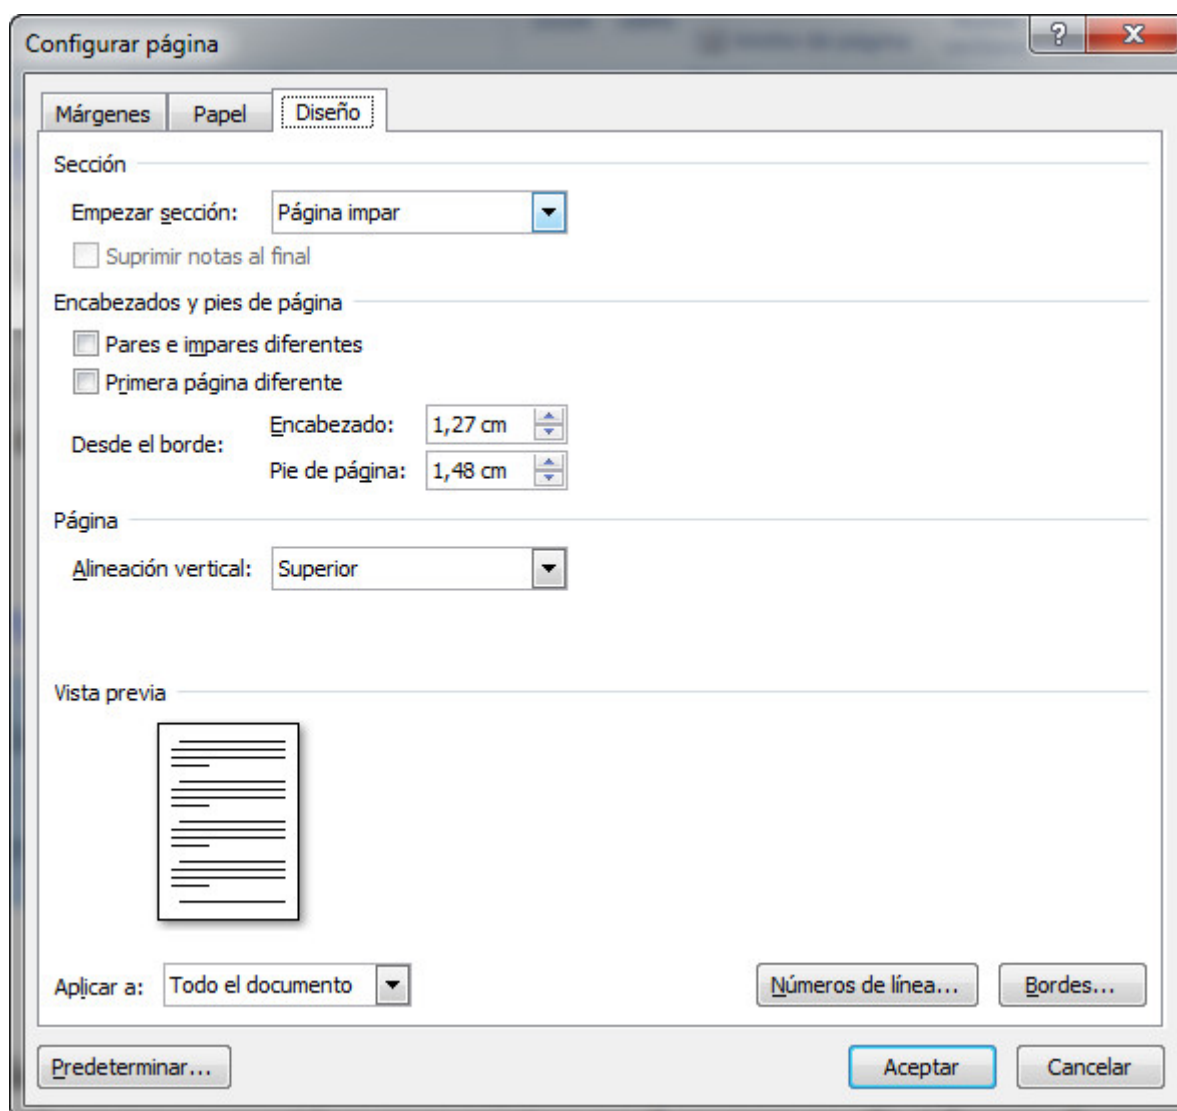 Configurar página
?
X
Márgenes Papel Diseño
Sección
Empezar sección: Página impar
Suprimir notas al final
Encabezados y pies de página
Pares e impares diferentes
Primera página diferente
Encabezado: 1,27 cm
Desde el borde:
Pie de página: 1,48 cm
Página
Alineación vertical: Superior
Vista previa
Aplicar a: Todo el documento Números de línea... Bordes...
Predeterminar... Aceptar Cancelar